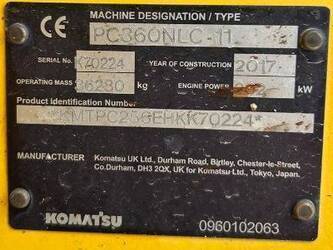 CE MACHINE DESIGNATION / TYPE
PC360NLC-11
SERIAL No. K70224 YEAR OF CONSTRUCTION 2017
OPERATING MASS kg ENGINE POWER kW
Product Identification Number
Komatsu UK Ltd., Durham Road, Birtley, Chester-le-Street,
Co.Durham, DH3 2QX, UK for Komatsu Ltd., Tokyo, Japan.
KOMATSU 0960102063